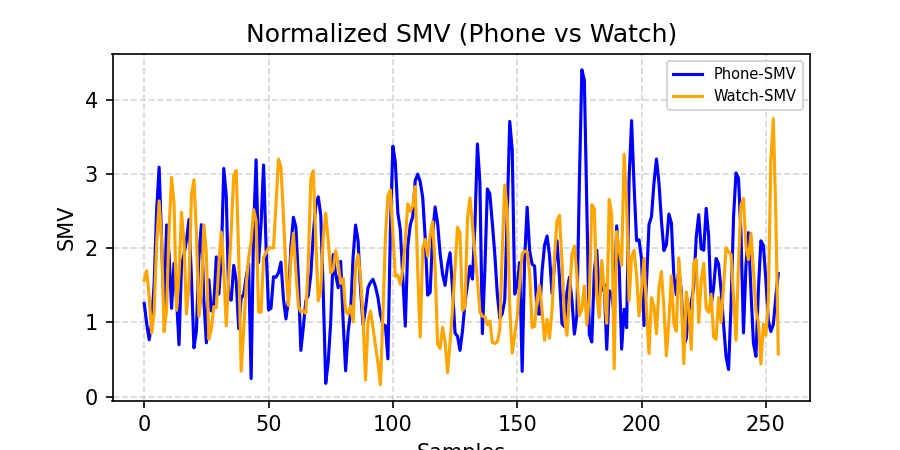 Normalized SMV (Phone vs Watch)
Phone-SMV
Watch-SMV
SMV
4
3
2
1
0
0 50 100 150 200 250
Samples